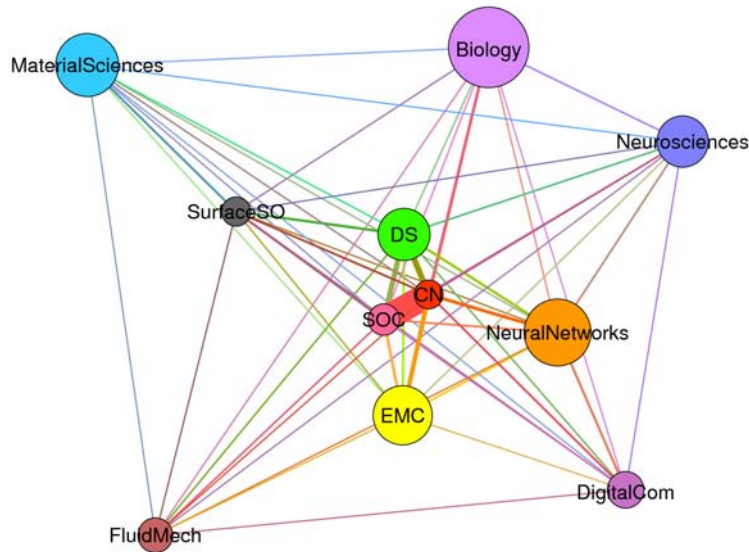 Biology
MaterialSciences
Neurosciences
SurfaceSO
DS
CN
SOC
NeuralNetworks
EMC
DigitalCom
FluidMech